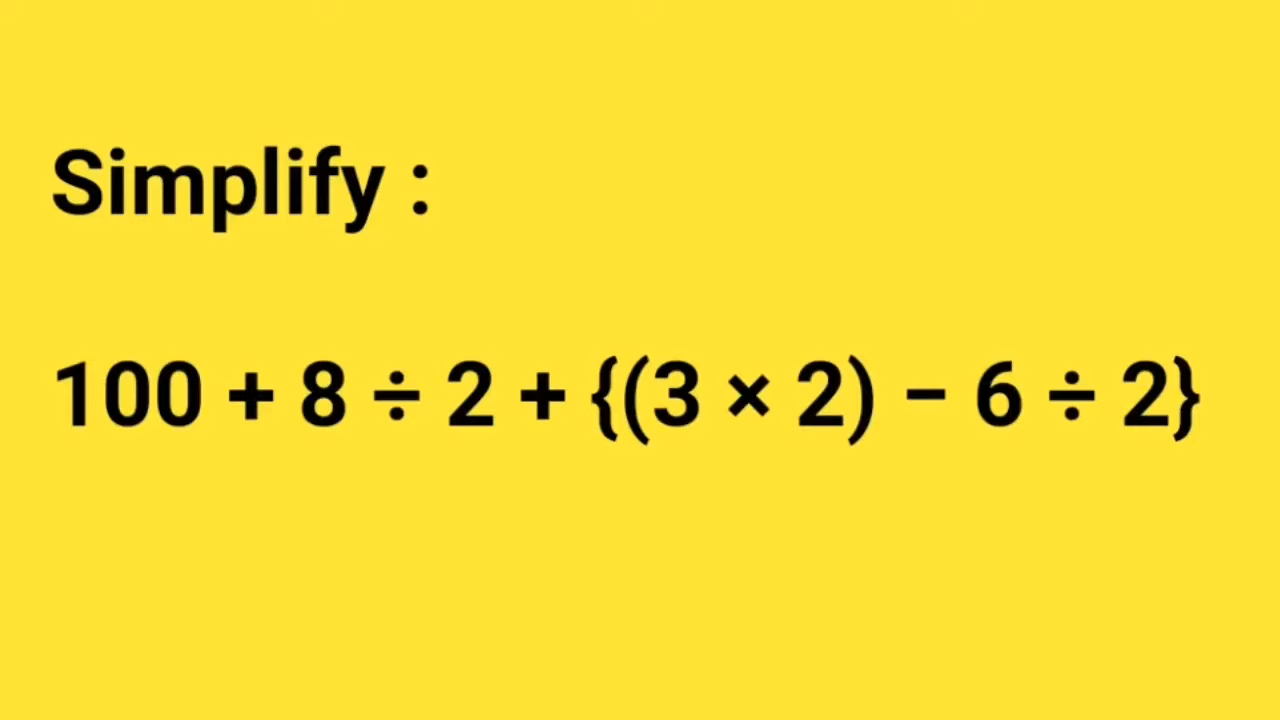 Simplify :
100 + 8 ÷ 2 + {(3 × 2) − 6 ÷ 2}